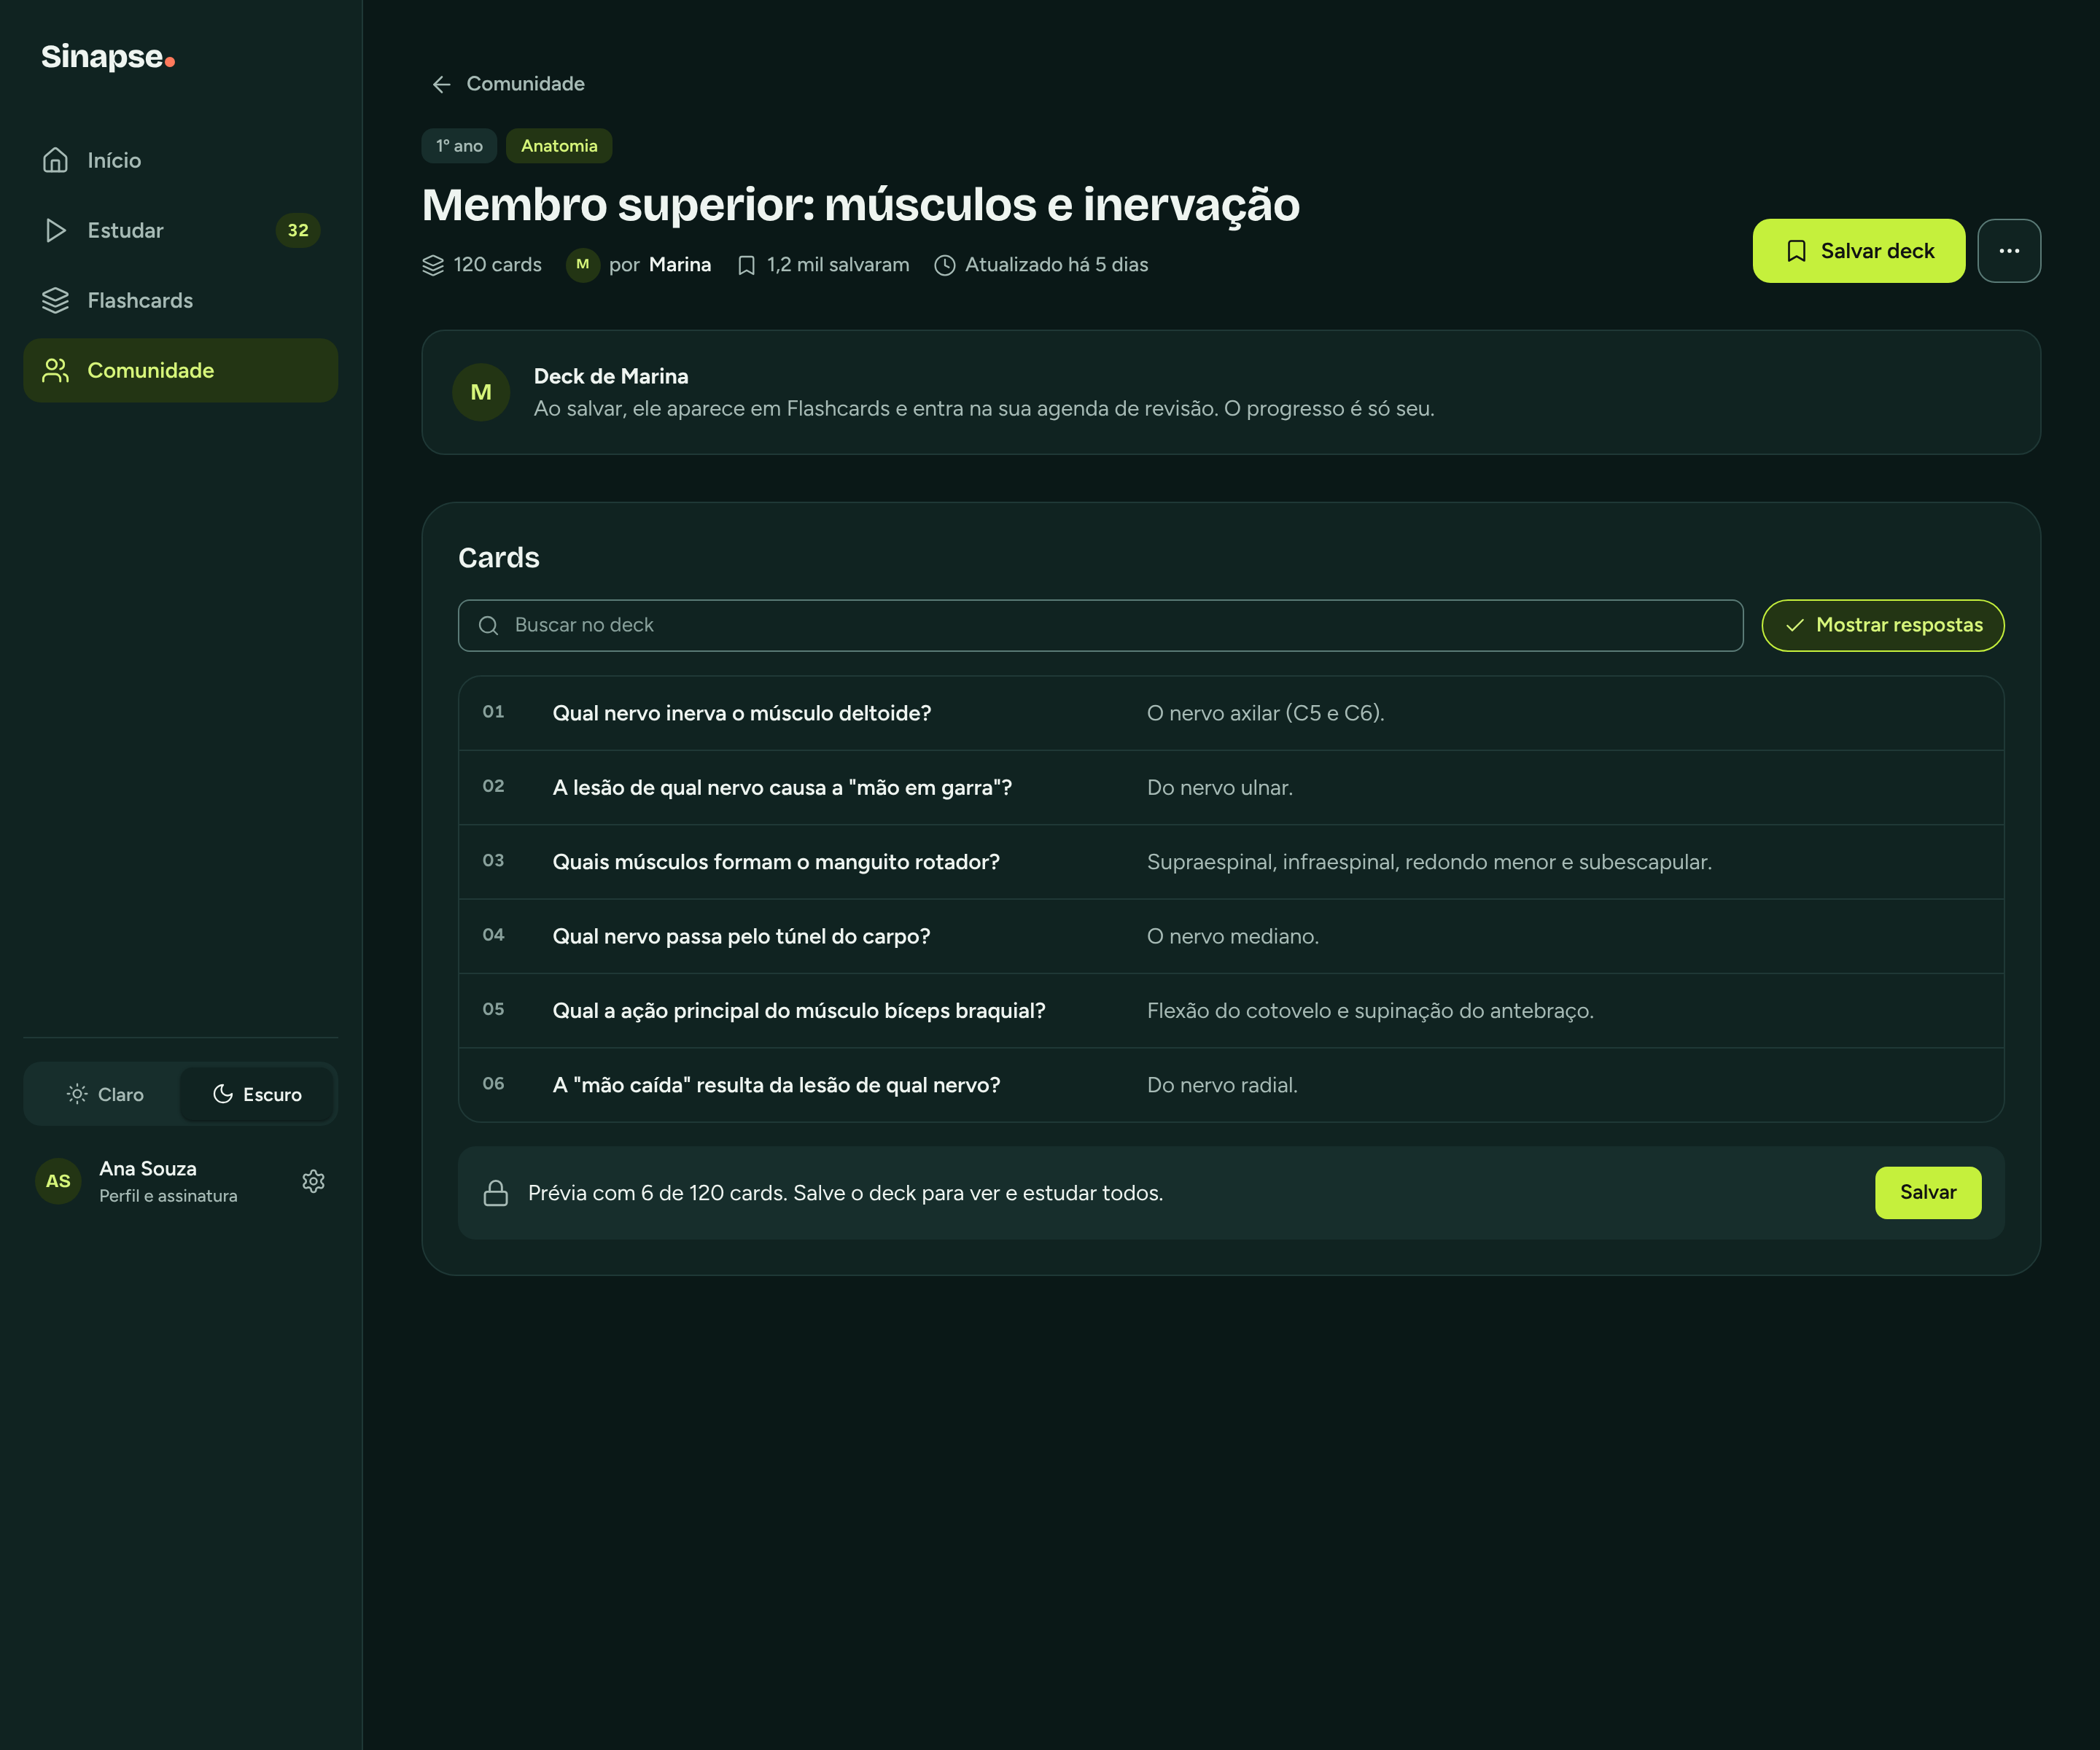 Sinapse.
Início
Estudar 32
Flashcards
Comunidade
Claro Escuro
AS Ana Souza
Perfil e assinatura
Comunidade
1º ano Anatomia
Membro superior: músculos e inervação
120 cards M por Marina 1,2 mil salvaram Atualizado há 5 dias
Salvar deck
M
Deck de Marina
Ao salvar, ele aparece em Flashcards e entra na sua agenda de revisão. O progresso é só seu.
Cards
Buscar no deck Mostrar respostas
01 Qual nervo inerva o músculo deltoide? O nervo axilar (C5 e C6).
02 A lesão de qual nervo causa a "mão em garra"? Do nervo ulnar.
03 Quais músculos formam o manguito rotador? Supraespinal, infraespinal, redondo menor e subescapular.
04 Qual nervo passa pelo túnel do carpo? O nervo mediano.
05 Qual a ação principal do músculo bíceps braquial? Flexão do cotovelo e supinação do antebraço.
06 A "mão caída" resulta da lesão de qual nervo? Do nervo radial.
Prévia com 6 de 120 cards. Salve o deck para ver e estudar todos. Salvar